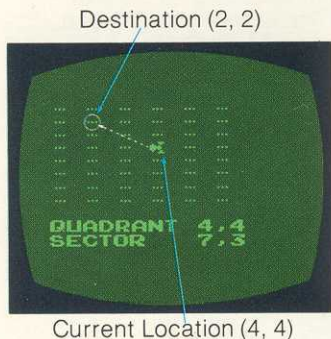 Destination (2, 2)
QUADRANT 4,4
SECTOR 7,3
Current Location (4, 4)